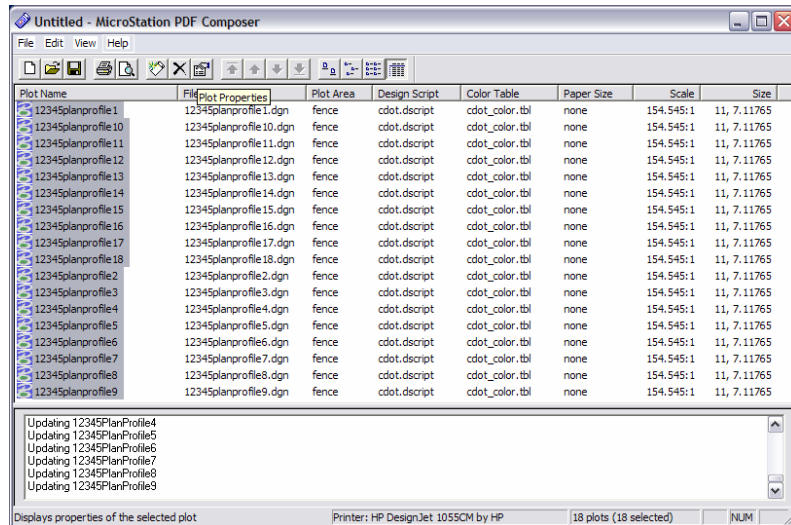 Untitled - MicroStation PDF Composer
File Edit View Help
Plot Name File Plot Area Design Script Color Table Paper Size Scale Size
Plot Properties
12345planprofile1 12345planprofile1.dgn fence cdot.dscript cdot_color.tbl none 154.545:1 11, 7.11765
12345planprofile10 12345planprofile10.dgn fence cdot.dscript cdot_color.tbl none 154.545:1 11, 7.11765
12345planprofile11 12345planprofile11.dgn fence cdot.dscript cdot_color.tbl none 154.545:1 11, 7.11765
12345planprofile12 12345planprofile12.dgn fence cdot.dscript cdot_color.tbl none 154.545:1 11, 7.11765
12345planprofile13 12345planprofile13.dgn fence cdot.dscript cdot_color.tbl none 154.545:1 11, 7.11765
12345planprofile14 12345planprofile14.dgn fence cdot.dscript cdot_color.tbl none 154.545:1 11, 7.11765
12345planprofile15 12345planprofile15.dgn fence cdot.dscript cdot_color.tbl none 154.545:1 11, 7.11765
12345planprofile16 12345planprofile16.dgn fence cdot.dscript cdot_color.tbl none 154.545:1 11, 7.11765
12345planprofile17 12345planprofile17.dgn fence cdot.dscript cdot_color.tbl none 154.545:1 11, 7.11765
12345planprofile18 12345planprofile18.dgn fence cdot.dscript cdot_color.tbl none 154.545:1 11, 7.11765
12345planprofile2 12345planprofile2.dgn fence cdot.dscript cdot_color.tbl none 154.545:1 11, 7.11765
12345planprofile3 12345planprofile3.dgn fence cdot.dscript cdot_color.tbl none 154.545:1 11, 7.11765
12345planprofile4 12345planprofile4.dgn fence cdot.dscript cdot_color.tbl none 154.545:1 11, 7.11765
12345planprofile5 12345planprofile5.dgn fence cdot.dscript cdot_color.tbl none 154.545:1 11, 7.11765
12345planprofile6 12345planprofile6.dgn fence cdot.dscript cdot_color.tbl none 154.545:1 11, 7.11765
12345planprofile7 12345planprofile7.dgn fence cdot.dscript cdot_color.tbl none 154.545:1 11, 7.11765
12345planprofile8 12345planprofile8.dgn fence cdot.dscript cdot_color.tbl none 154.545:1 11, 7.11765
12345planprofile9 12345planprofile9.dgn fence cdot.dscript cdot_color.tbl none 154.545:1 11, 7.11765
Updating 12345PlanProfile4
Updating 12345PlanProfile5
Updating 12345PlanProfile6
Updating 12345PlanProfile7
Updating 12345PlanProfile8
Updating 12345PlanProfile9
Displays properties of the selected plot Printer: HP DesignJet 1055CM by HP 18 plots (18 selected) NUM